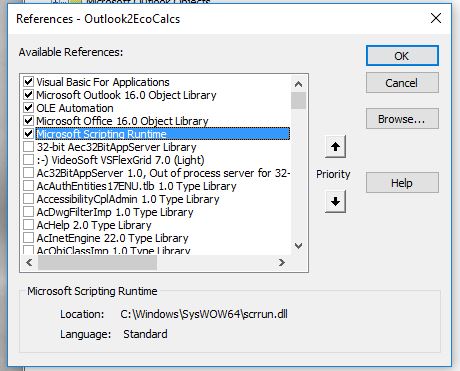 Microsoft Outlook Objects
References - Outlook2EcoCalcs
Available References:
OK
Visual Basic For Applications
Microsoft Outlook 16.0 Object Library
OLE Automation
Microsoft Office 16.0 Object Library
Microsoft Scripting Runtime
32-bit Aec32BitAppServer Library
:-) VideoSoft VSFlexGrid 7.0 (Light)
Ac32BitAppServer 1.0, Out of process server for 32-
AcAuthEntities17ENU.tlb 1.0 Type Library
AccessibilityCplAdmin 1.0 Type Library
AcDwgFilterImp 1.0 Type Library
AcHelp 2.0 Type Library
AcInetEngine 22.0 Type Library
AcObjClassImp 1.0 Type Library
Cancel
Browse...
Priority
Help
Microsoft Scripting Runtime
Location: C:\Windows\SysWOW64\scrrun.dll
Language: Standard